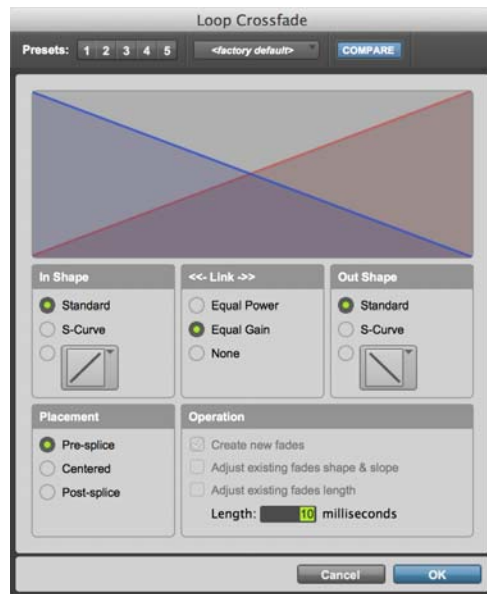 Loop Crossfade
Presets: 1 2 3 4 5 <factory default> COMPARE
In Shape
Standard
S-Curve
<<- Link ->>
Equal Power
Equal Gain
None
Out Shape
Standard
S-Curve
Placement
Pre-splice
Centered
Post-splice
Operation
Create new fades
Adjust existing fades shape & slope
Adjust existing fades length
Length: 10 milliseconds
Cancel OK